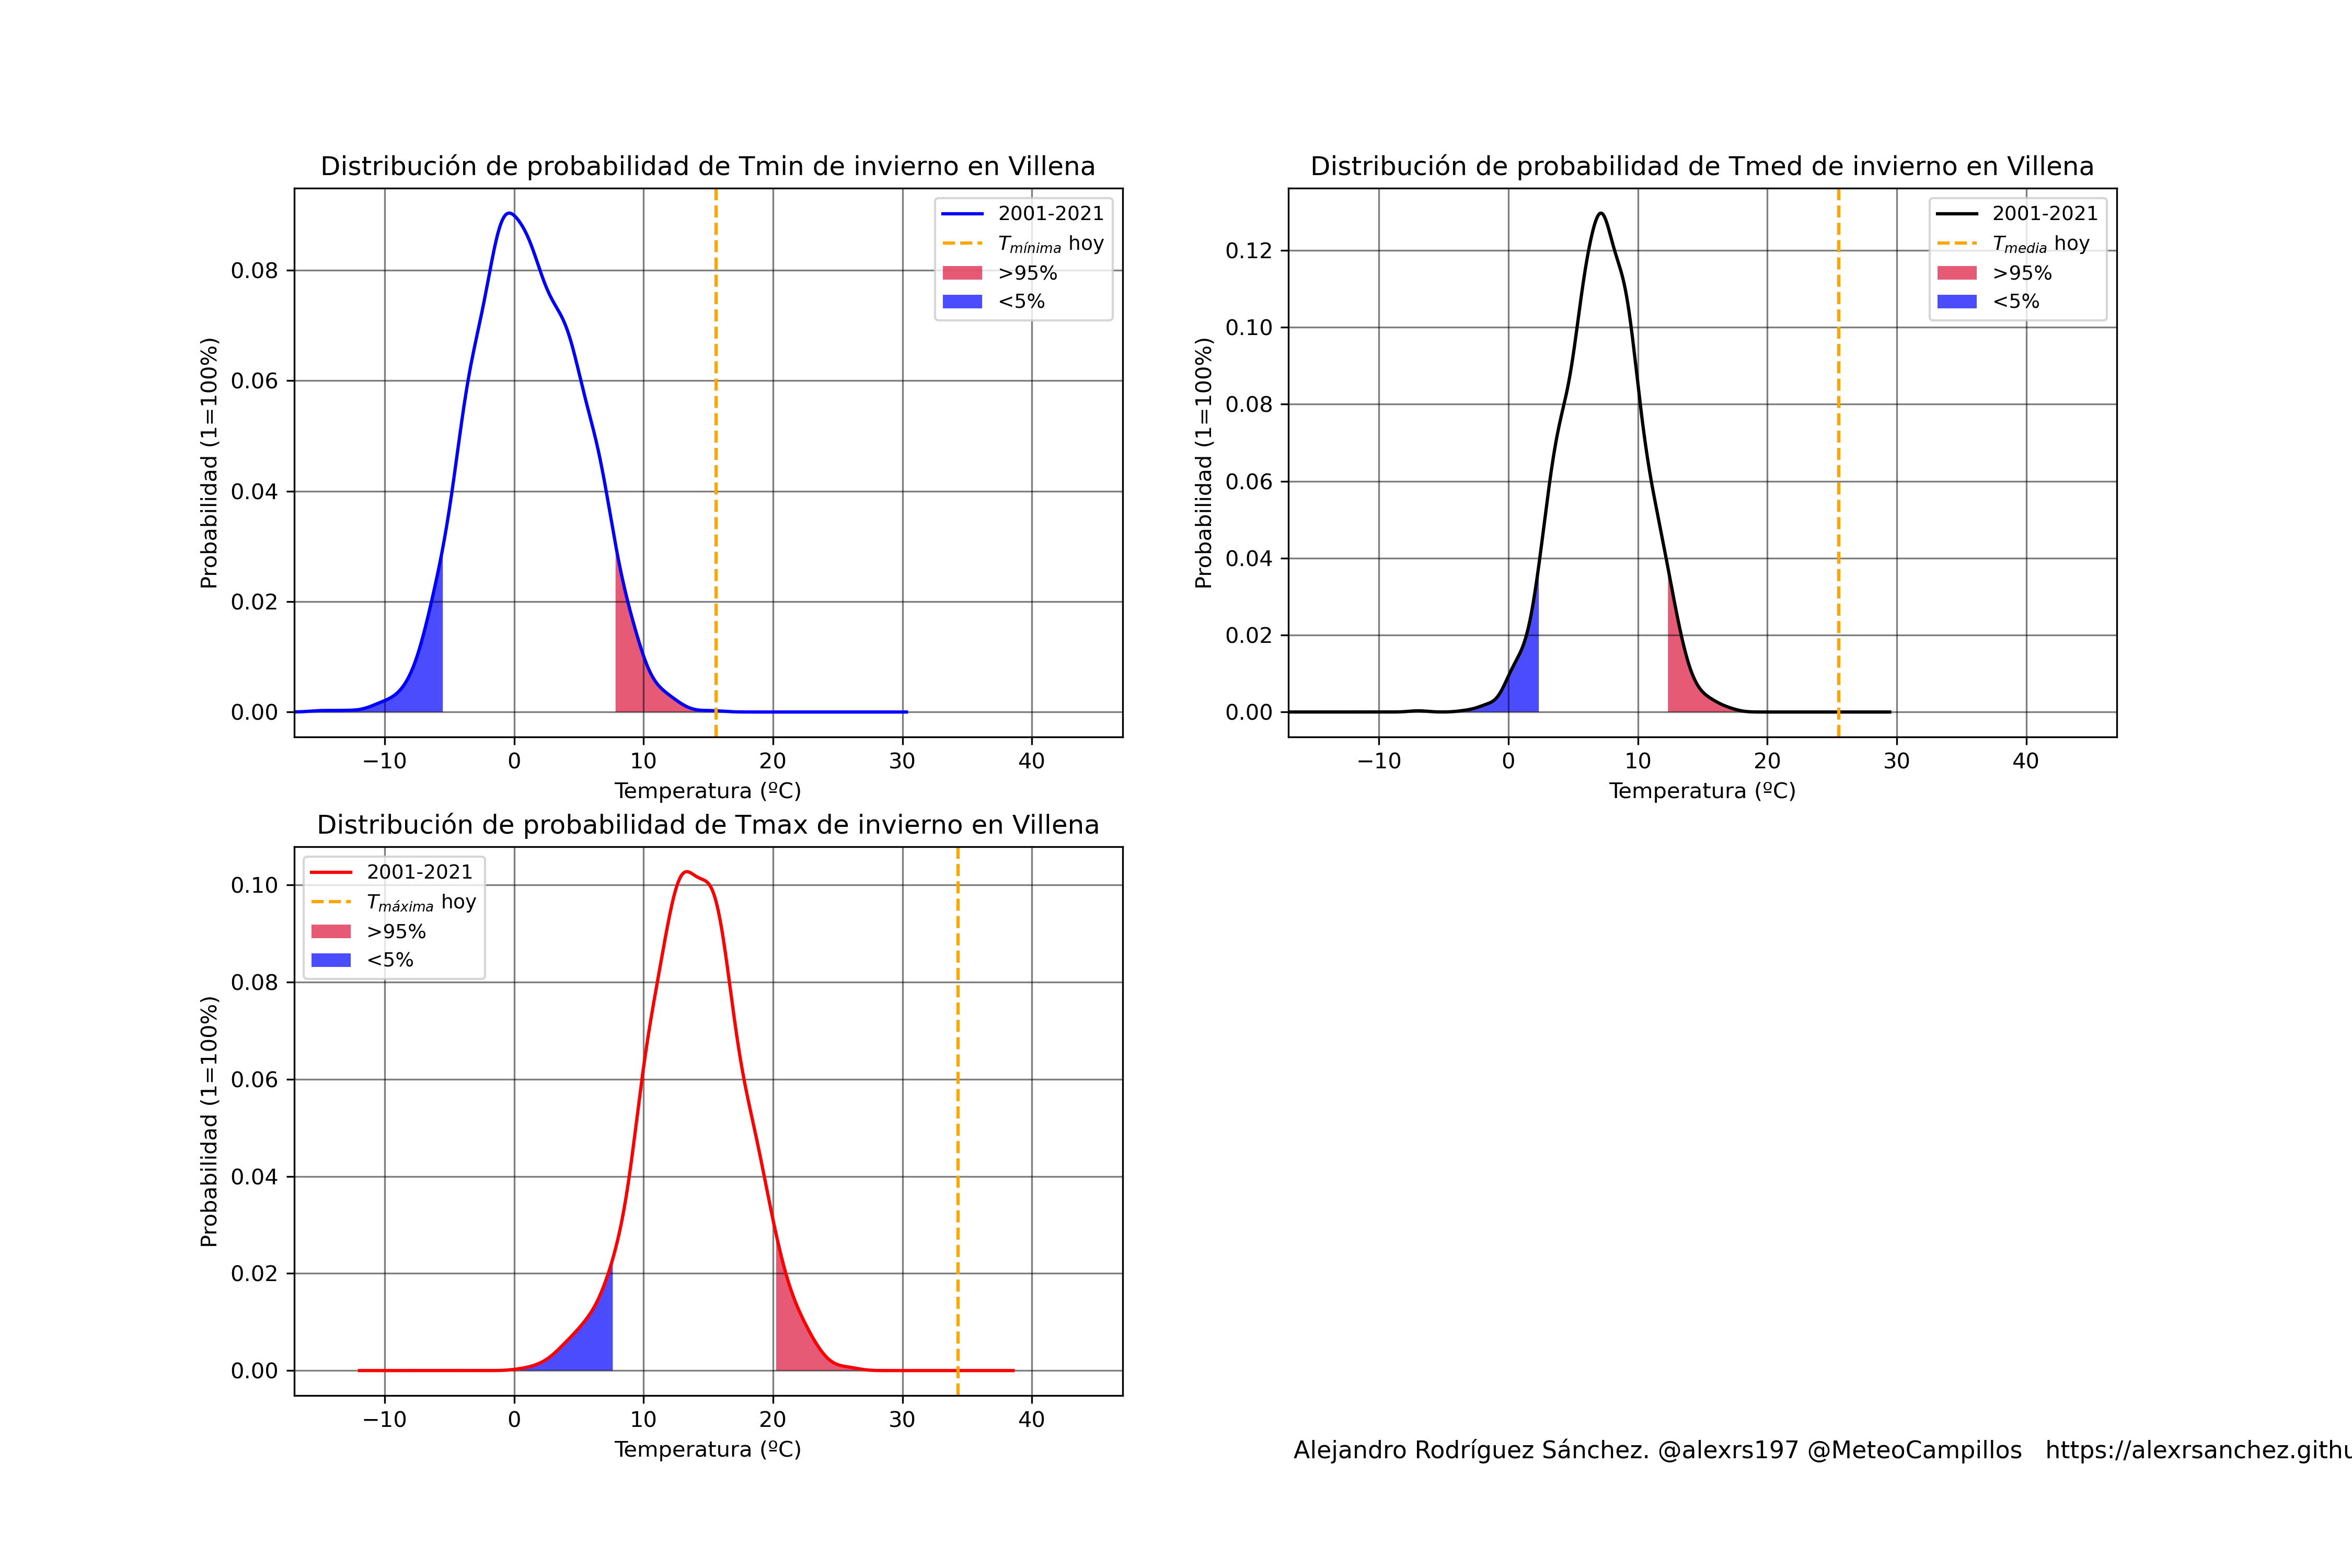 Distribución de probabilidad de Tmin de invierno en Villena
Probabilidad (1=100%)
0.08
0.06
0.04
0.02
0.00
−10 0 10 20 30 40
Temperatura (ºC)
2001-2021
Tmínima hoy
>95%
<5%
Distribución de probabilidad de Tmed de invierno en Villena
Probabilidad (1=100%)
0.12
0.10
0.08
0.06
0.04
0.02
0.00
−10 0 10 20 30 40
Temperatura (ºC)
2001-2021
Tmedia hoy
>95%
<5%
Distribución de probabilidad de Tmax de invierno en Villena
Probabilidad (1=100%)
0.10
0.08
0.06
0.04
0.02
0.00
−10 0 10 20 30 40
Temperatura (ºC)
2001-2021
Tmáxima hoy
>95%
<5%
Alejandro Rodríguez Sánchez. @alexrs197 @MeteoCampillos https://alexrsanchez.githu